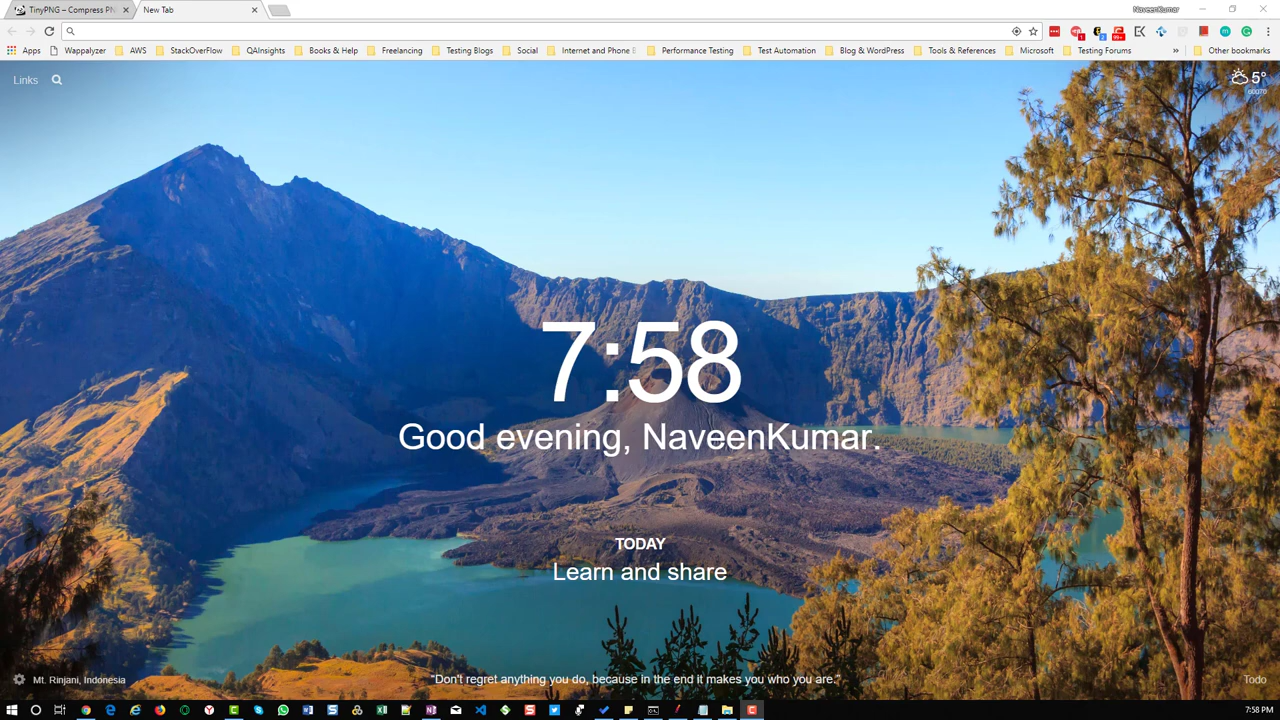 TinyPNG – Compress PN
New Tab
NaveenKumar
Apps
Wappalyzer
AWS
StackOverFlow
QAInsights
Books & Help
Freelancing
Testing Blogs
Social
Internet and Phone
Performance Testing
Test Automation
Blog & WordPress
Tools & References
Microsoft
Testing Forums
»
Other bookmarks
1
2
99+
Links
5°
7:58
Good evening, NaveenKumar.
TODAY
Learn and share
Mt. Rinjani, Indonesia
"Don't regret anything you do, because in the end it makes you who you are."
Todo
7:58 PM